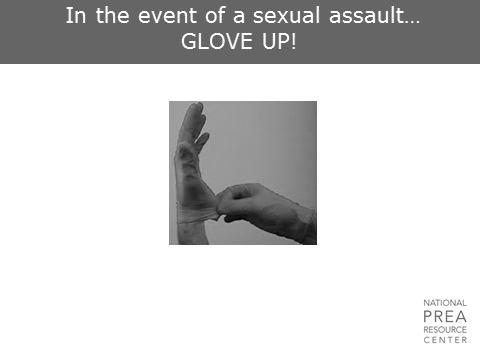 In the event of a sexual assault…
GLOVE UP!
NATIONAL
PREA
RESOURCE
CENTER